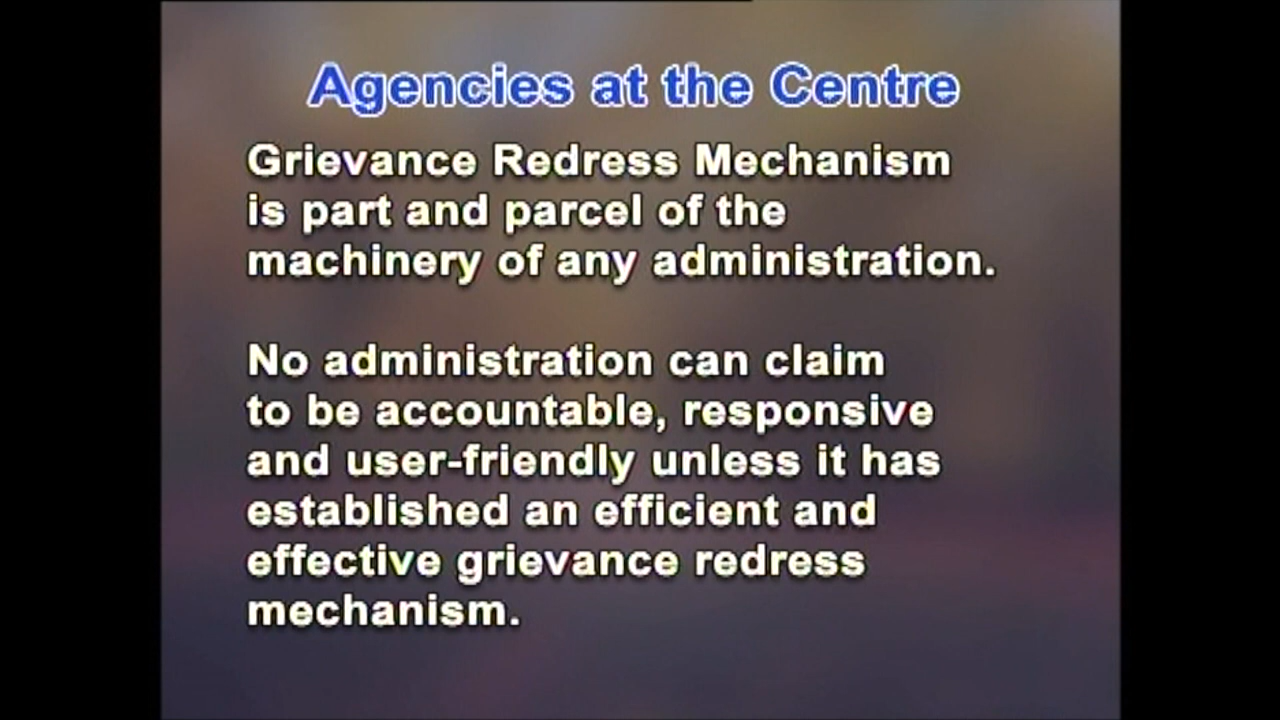 Agencies at the Centre
Grievance Redress Mechanism
is part and parcel of the
machinery of any administration.
No administration can claim
to be accountable, responsive
and user-friendly unless it has
established an efficient and
effective grievance redress
mechanism.